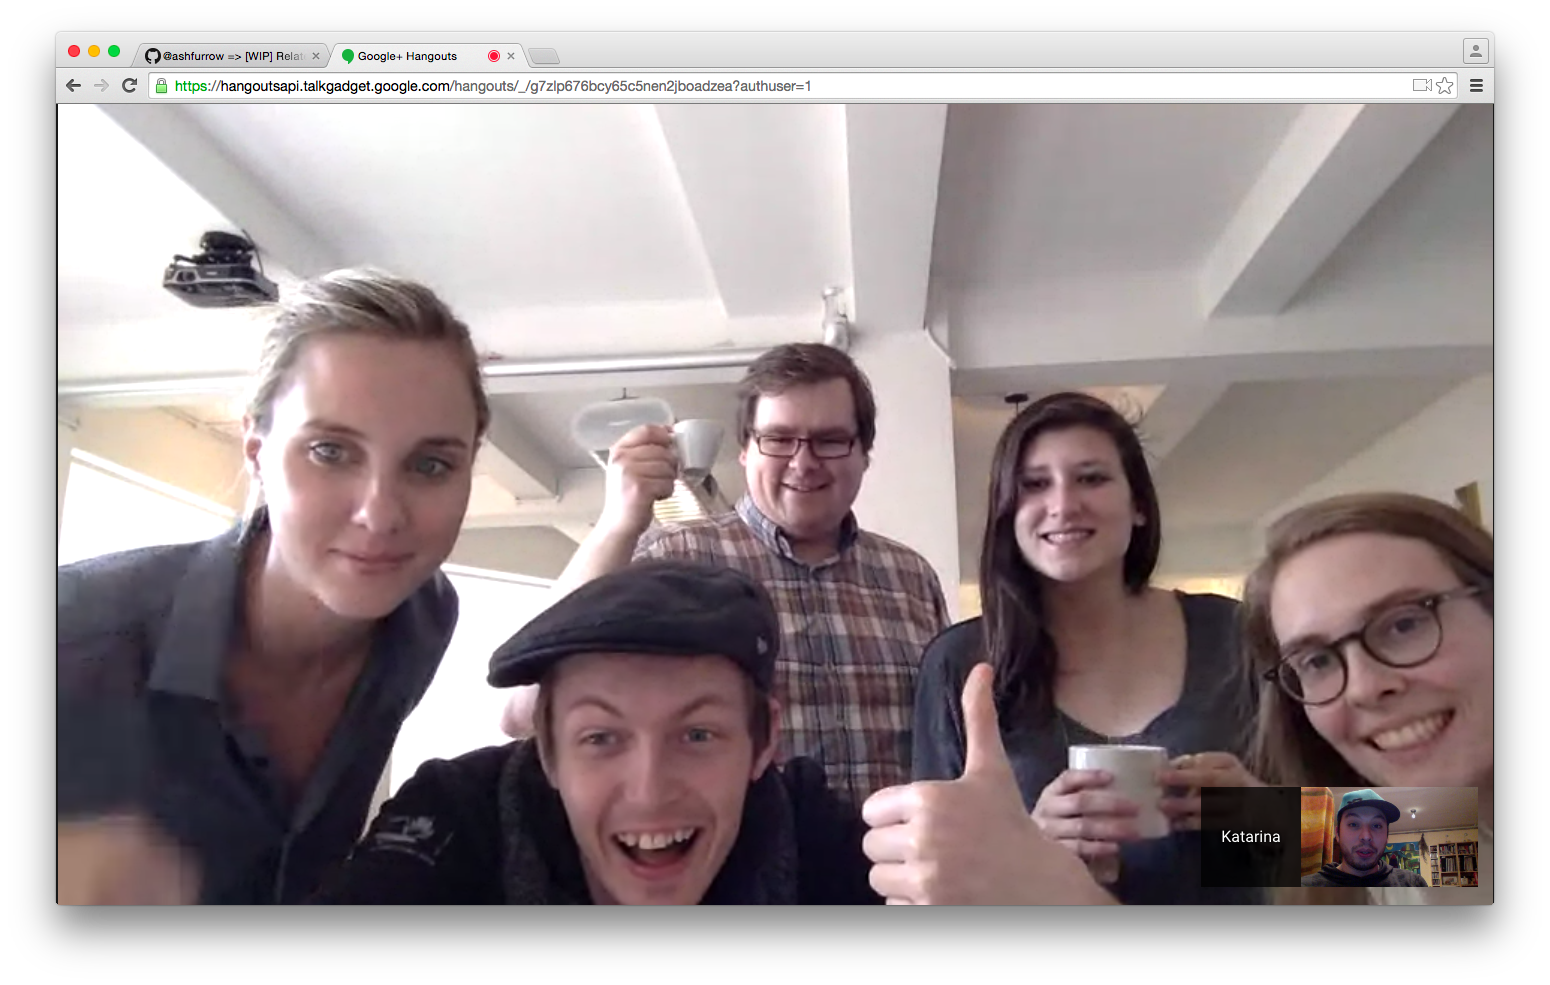 @ashfurrow => [WIP] Relat
Google+ Hangouts
https://hangoutsapi.talkgadget.google.com/hangouts/_/g7zlp676bcy65c5nen2jboadzea?authuser=1
Katarina